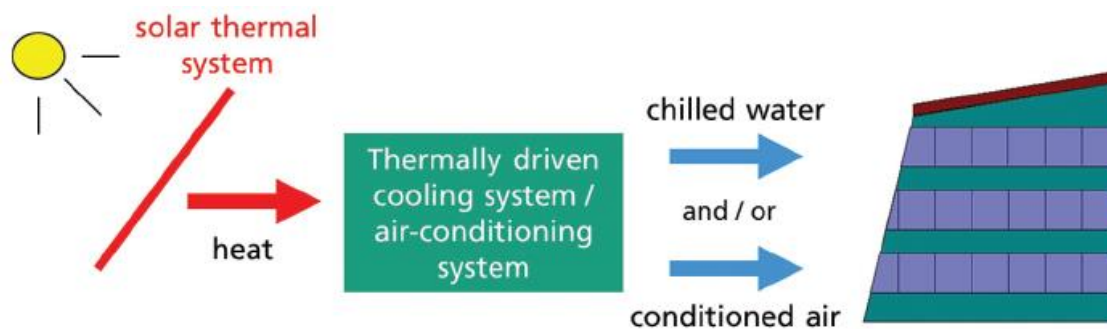 solar thermal
system
heat
Thermally driven
cooling system /
air-conditioning
system
chilled water
and / or
conditioned air